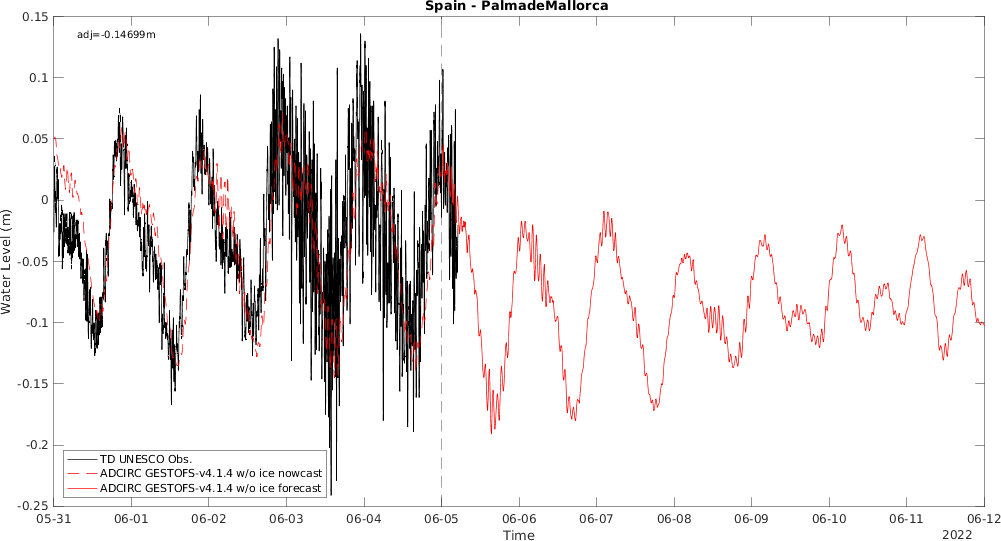 Spain - PalmadeMallorca
adj=-0.14699m
0.15
0.1
0.05
0
-0.05
-0.1
-0.15
-0.2
-0.25
Water Level (m)
TD UNESCO Obs.
ADCIRC GESTOFS-v4.1.4 w/o ice nowcast
ADCIRC GESTOFS-v4.1.4 w/o ice forecast
05-31 06-01 06-02 06-03 06-04 06-05 06-06 06-07 06-08 06-09 06-10 06-11 06-12
Time
2022